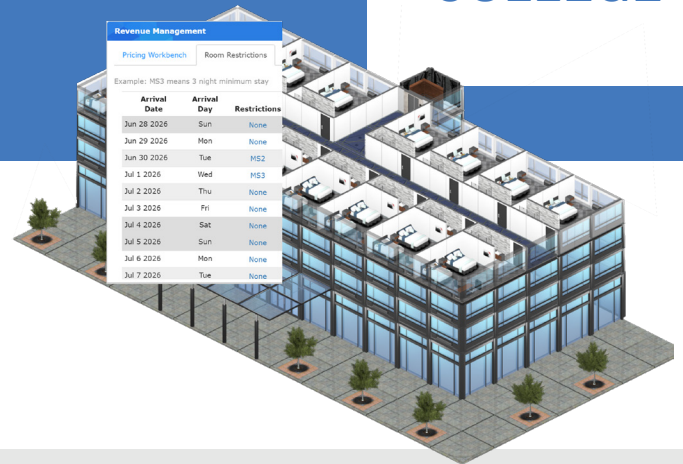 Revenue Management
Pricing Workbench Room Restrictions
Example: MS3 means 3 night minimum stay
Arrival Date Arrival Day Restrictions
Jun 28 2026 Sun None
Jun 29 2026 Mon None
Jun 30 2026 Tue MS2
Jul 1 2026 Wed MS3
Jul 2 2026 Thu None
Jul 3 2026 Fri None
Jul 4 2026 Sat None
Jul 5 2026 Sun None
Jul 6 2026 Mon None
Jul 7 2026 Tue None